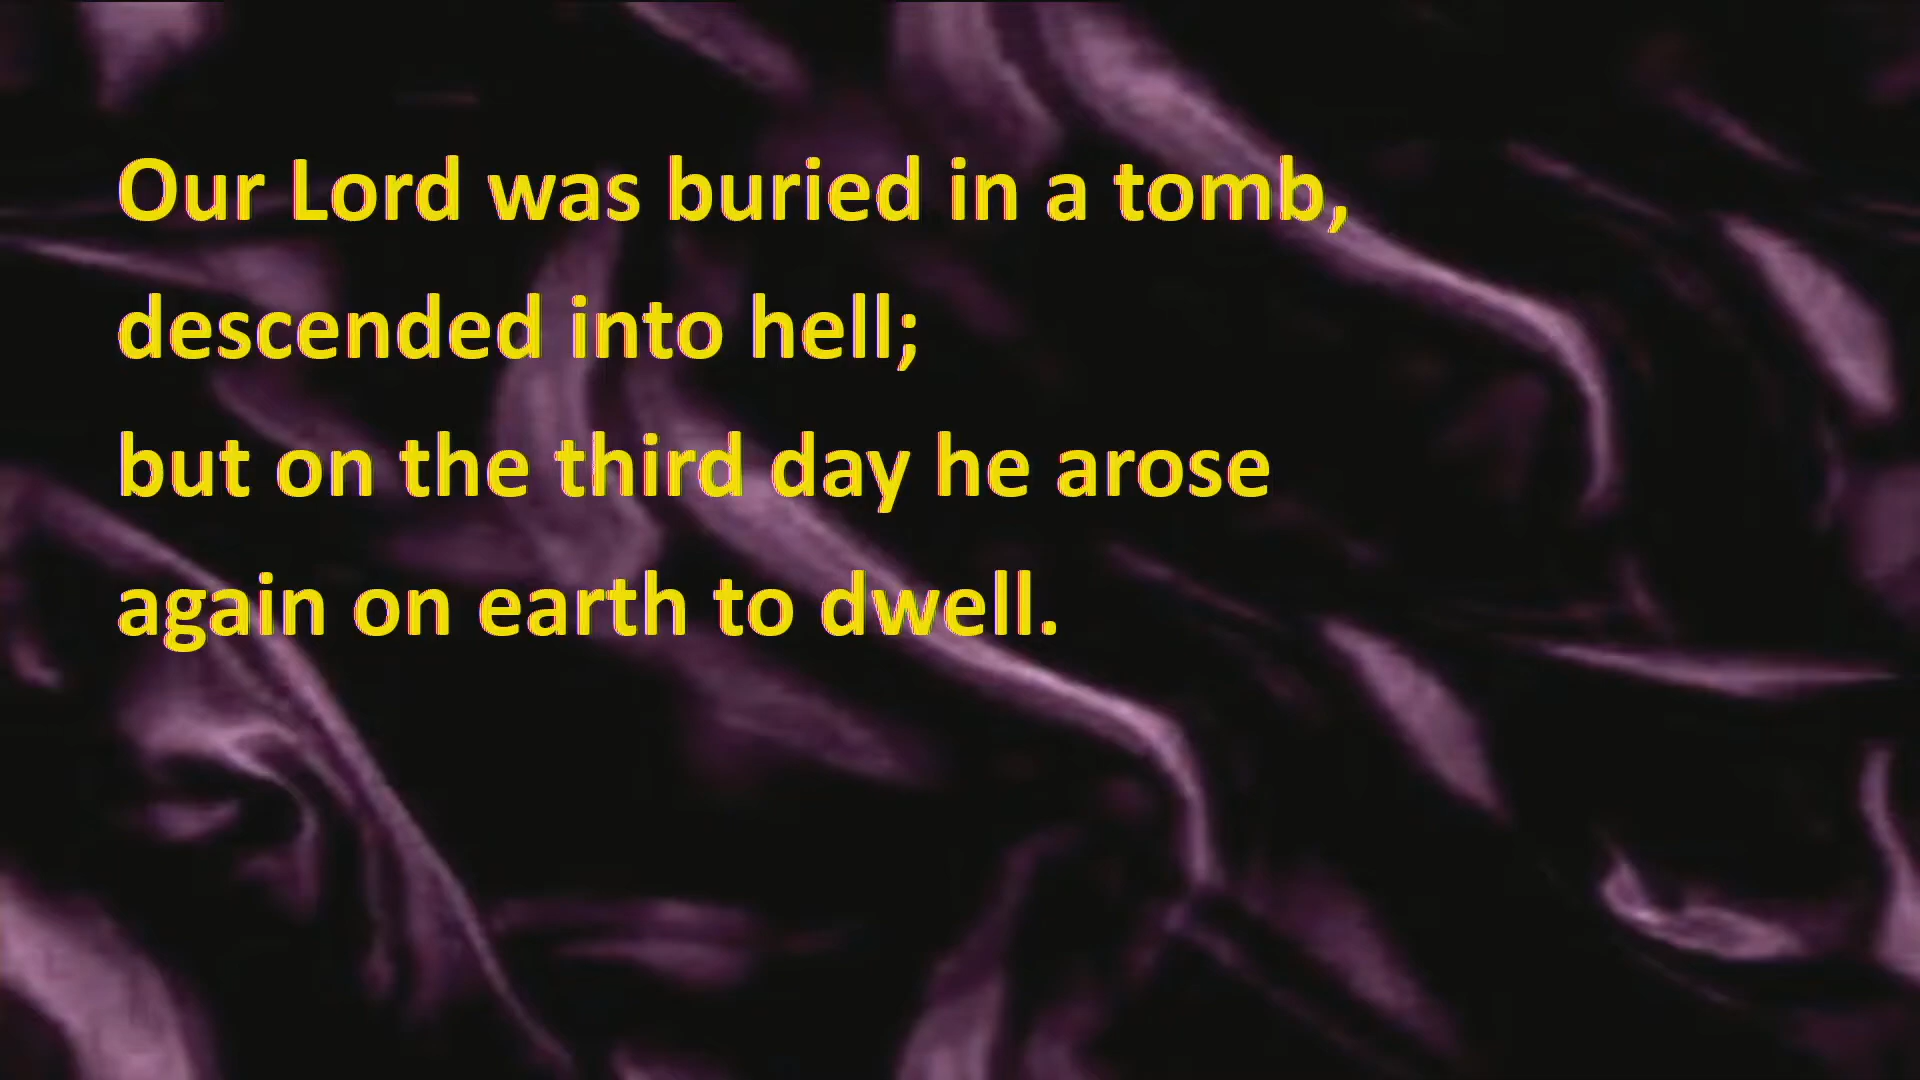 Our Lord was buried in a tomb,
descended into hell;
but on the third day he arose
again on earth to dwell.